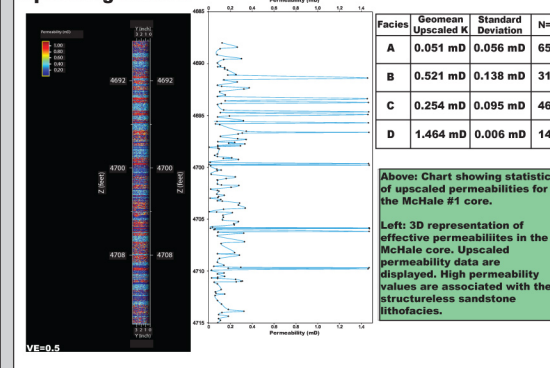 Permeability (mD)
1.00
0.80
0.60
0.40
0.20
Y (inch)
3 2 1 0
4692
4692
4700
4700
Z (feet)
Z (feet)
4708
4708
3 2 1 0
Y (inch)
VE=0.5
Permeability (mD)
0 0,2 0,4 0,6 0,8 1,0 1,2 1,4
4685
4690
4695
4700
4705
4710
4715
0 0,2 0,4 0,6 0,8 1,0 1,2 1,4
Permeability (mD)
Facies Geomean Upscaled K Standard Deviation N=
A 0.051 mD 0.056 mD 65
B 0.521 mD 0.138 mD 31
C 0.254 mD 0.095 mD 46
D 1.464 mD 0.006 mD 14
Above: Chart showing statistic
of upscaled permeabilities for
the McHale #1 core.
Left: 3D representation of
effective permeabiliites in the
McHale core. Upscaled
permeability data are
displayed. High permeability
values are associated with the
structureless sandstone
lithofacies.